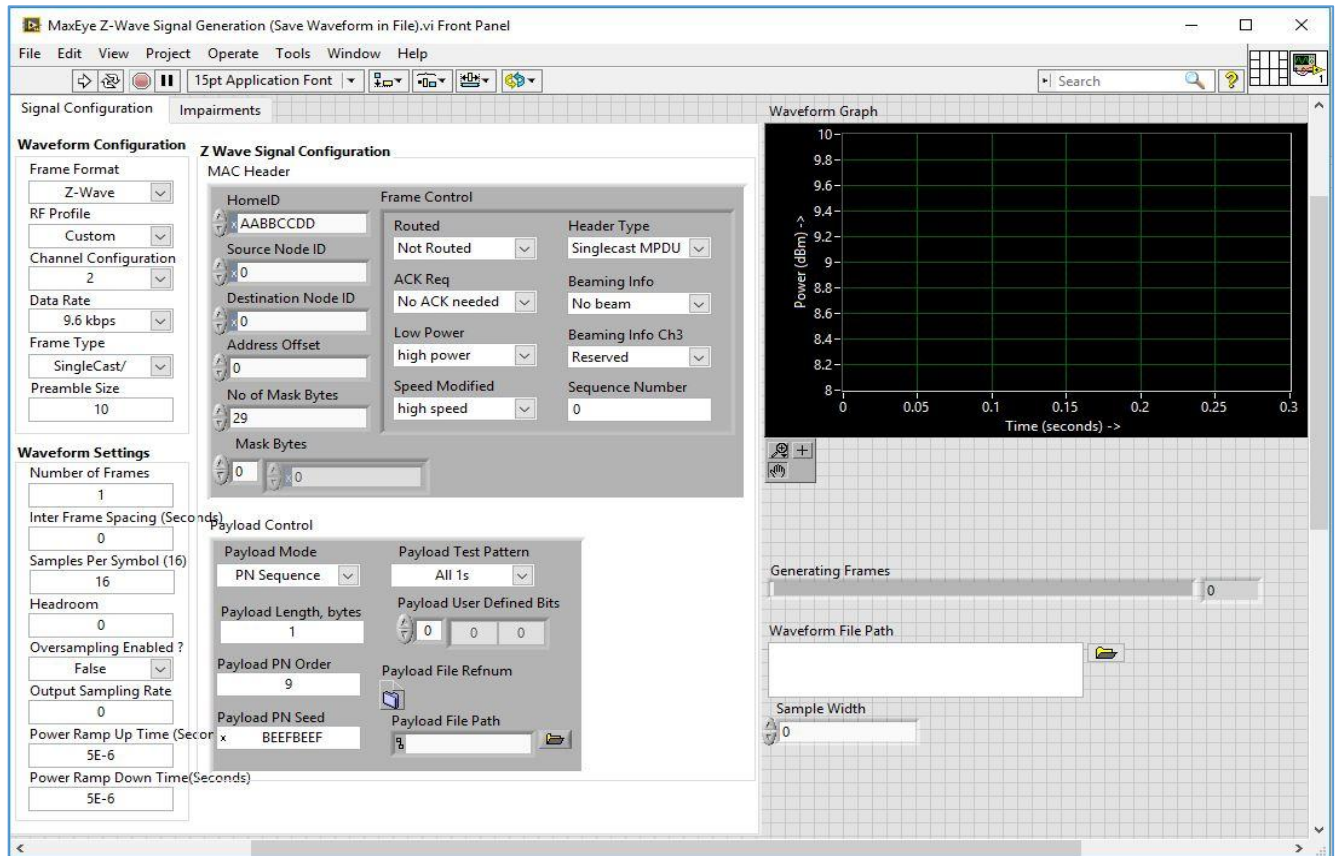 MaxEye Z-Wave Signal Generation (Save Waveform in File).vi Front Panel
File Edit View Project Operate Tools Window Help
15pt Application Font
Search
1
Signal Configuration
Impairments
Waveform Configuration
Frame Format
Z-Wave
RF Profile
Custom
Channel Configuration
2
Data Rate
9.6 kbps
Frame Type
SingleCast/
Preamble Size
10
Waveform Settings
Number of Frames
1
Inter Frame Spacing (Seconds)
0
Samples Per Symbol (16)
16
Headroom
0
Oversampling Enabled ?
False
Output Sampling Rate
0
Power Ramp Up Time (Secon
5E-6
Power Ramp Down Time(Seconds)
5E-6
Z Wave Signal Configuration
MAC Header
HomeID
x AABBCCDD
Source Node ID
x 0
Destination Node ID
x 0
Address Offset
0
No of Mask Bytes
29
Mask Bytes
0
x 0
Frame Control
Routed
Not Routed
ACK Req
No ACK needed
Low Power
high power
Speed Modified
high speed
Header Type
Singlecast MPDU
Beaming Info
No beam
Beaming Info Ch3
Reserved
Sequence Number
0
Payload Control
Payload Mode
PN Sequence
Payload Length, bytes
1
Payload PN Order
9
Payload PN Seed
x BEEFBEEF
Payload Test Pattern
All 1s
Payload User Defined Bits
0 0 0
Payload File Refnum
Payload File Path
Waveform Graph
Power (dBm) ->
10
9.8
9.6
9.4
9.2
9
8.8
8.6
8.4
8.2
8
0 0.05 0.1 0.15 0.2 0.25 0.3
Time (seconds) ->
Generating Frames
0
Waveform File Path
Sample Width
0